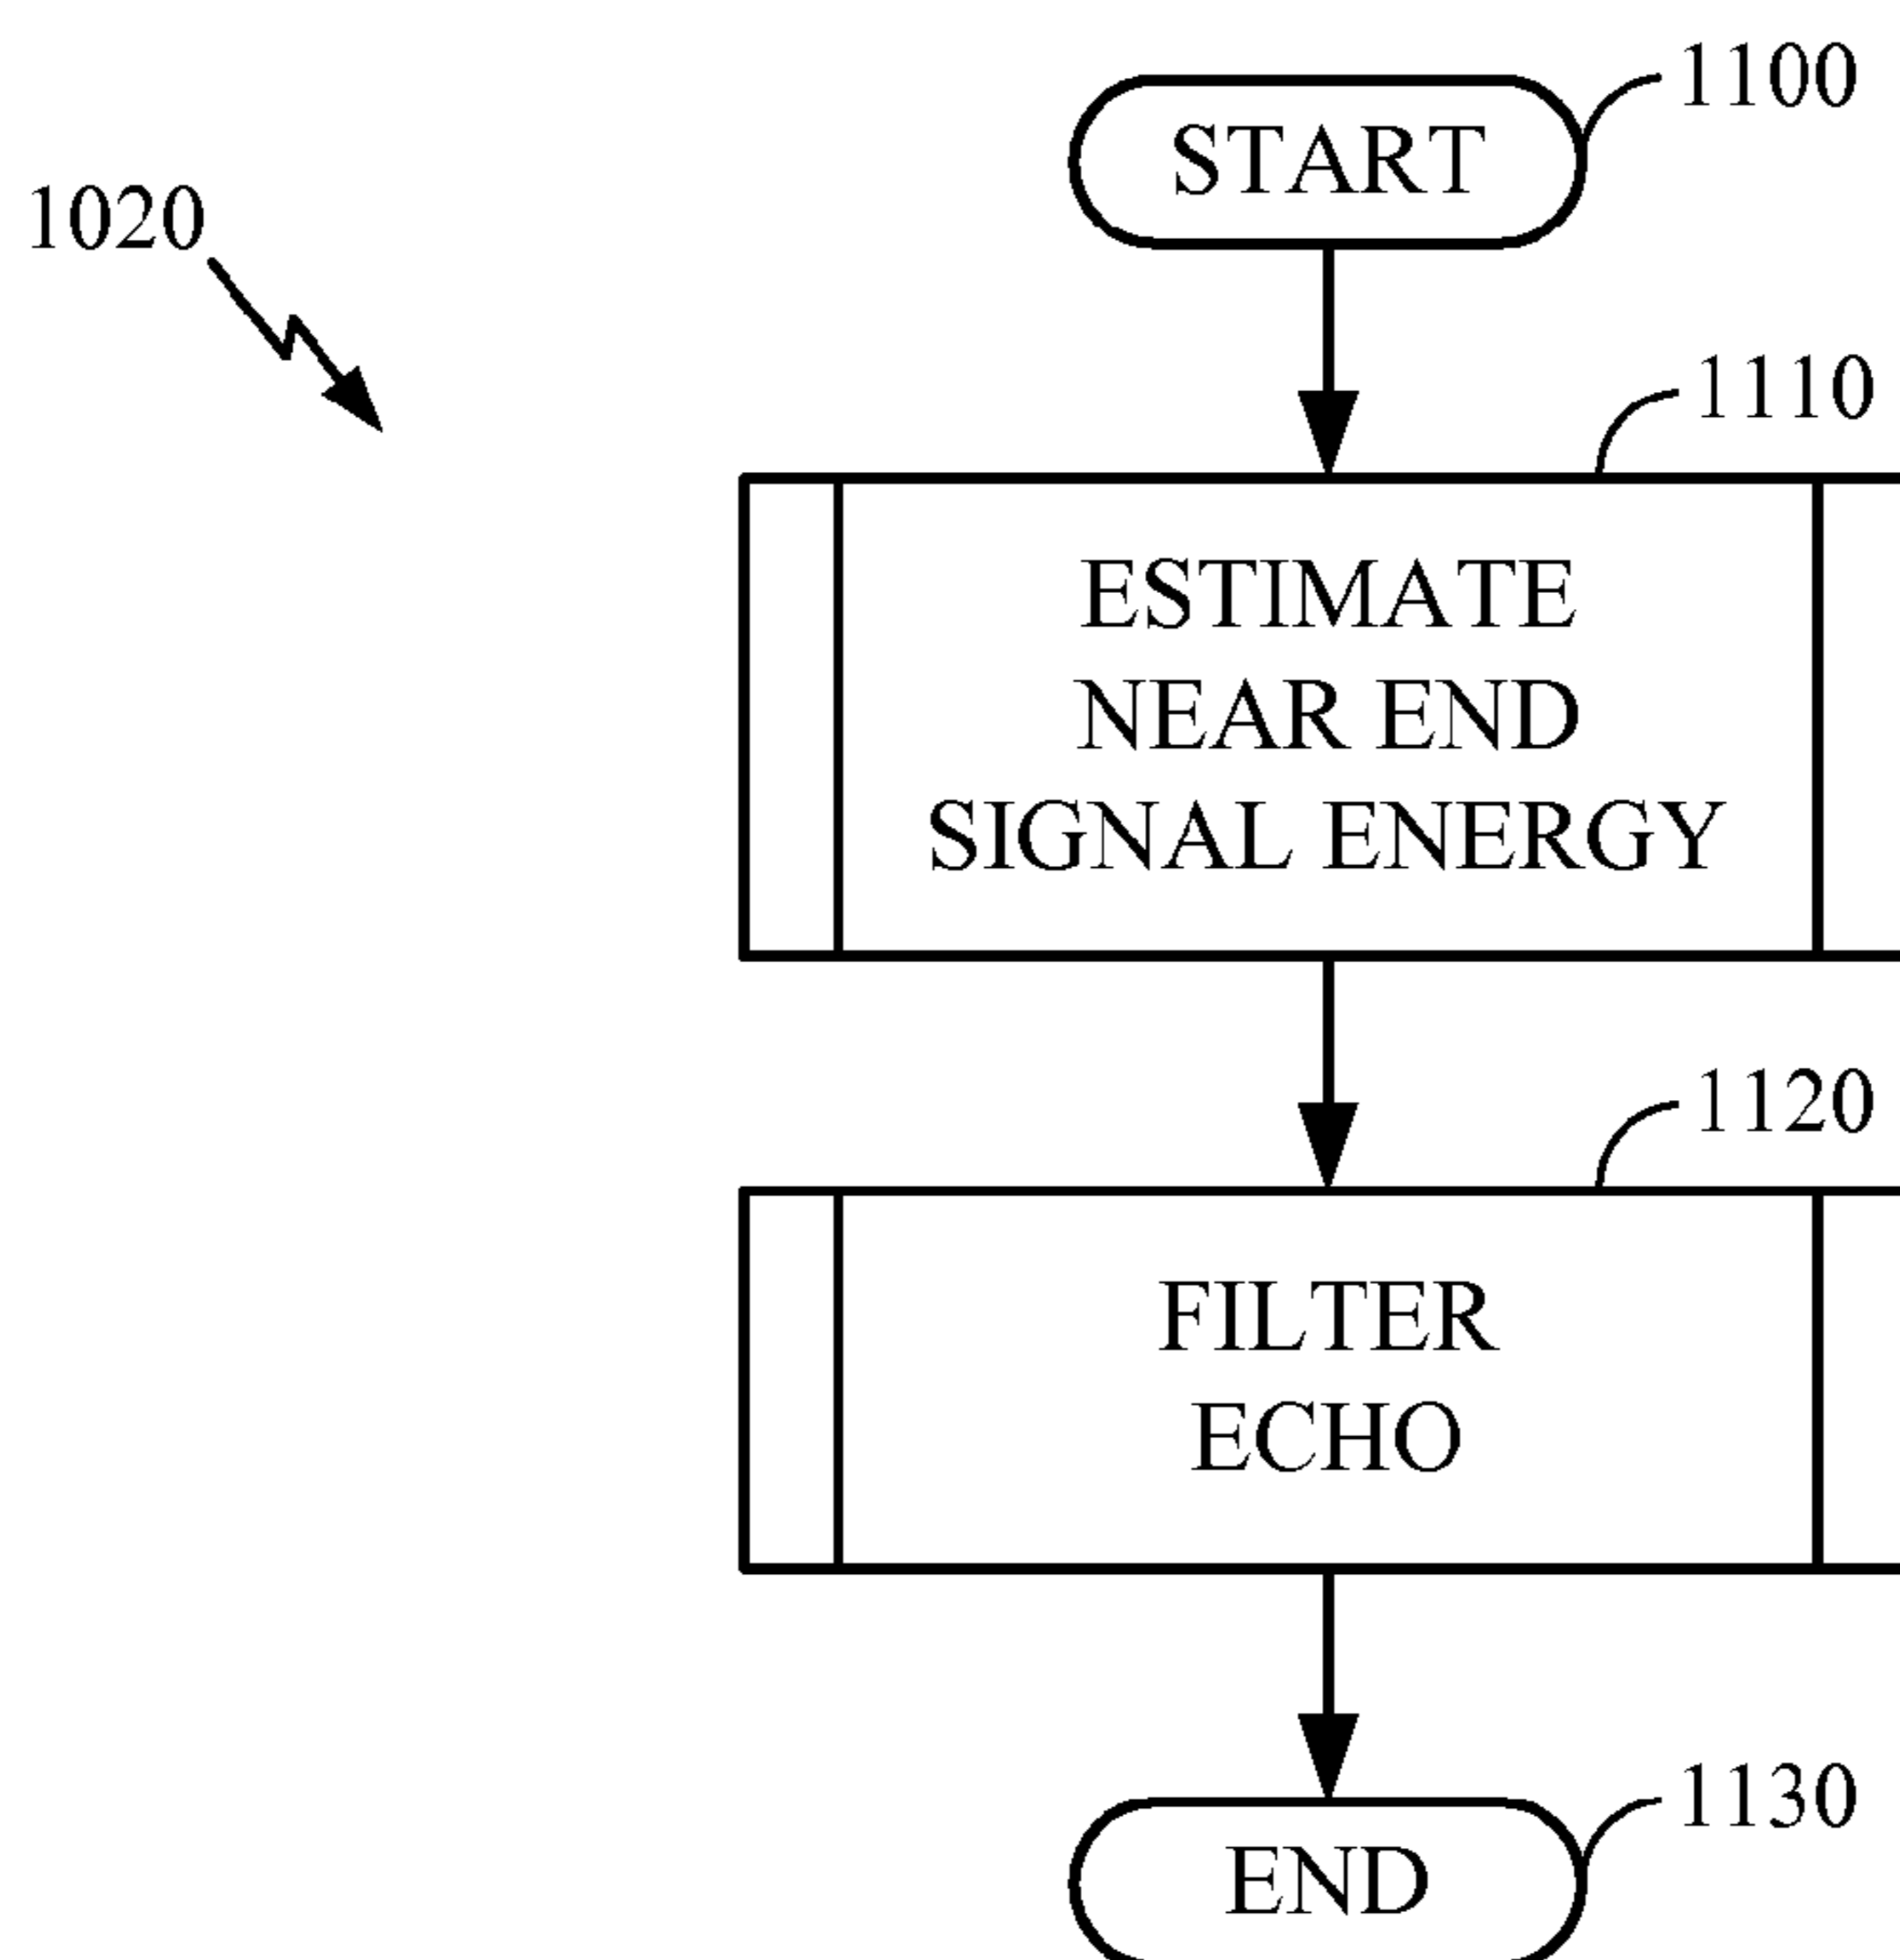 1100
START
1020
1110
ESTIMATE
NEAR END
SIGNAL ENERGY
1120
FILTER
ECHO
1130
END